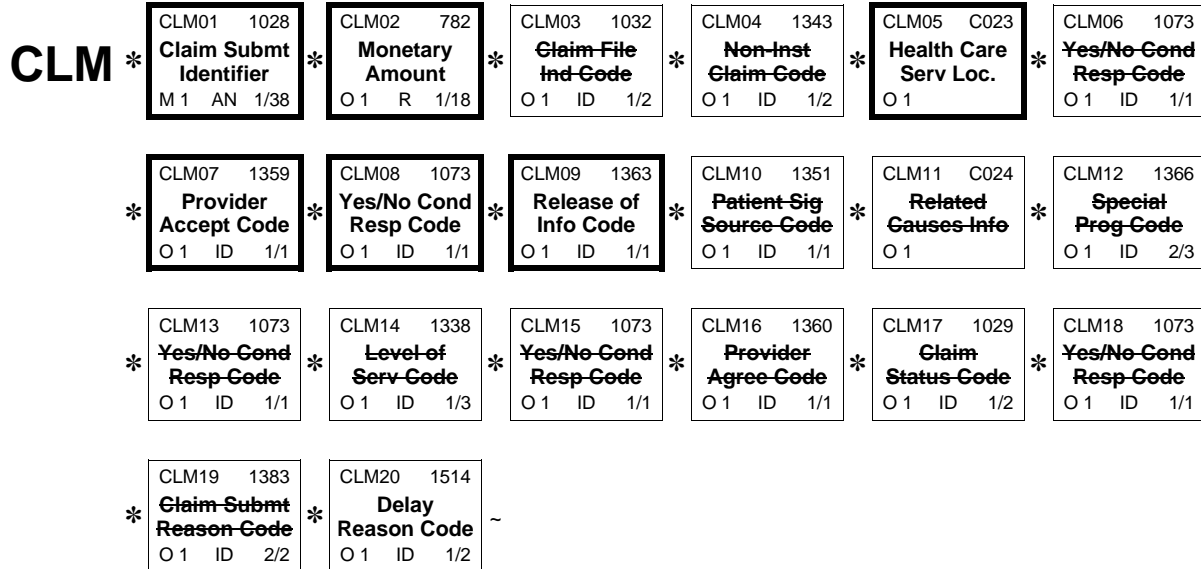 CLM01 1028 CLM02 782 CLM03 1032 CLM04 1343 CLM05 C023 CLM06 1073
CLM * Claim Submt Identifier * Monetary Amount * Claim File Ind Code * Non-Inst Claim Code * Health Care Serv Loc. * Yes/No Cond Resp Code
M 1 AN 1/38 O 1 R 1/18 O 1 ID 1/2 O 1 ID 1/2 O 1 O 1 ID 1/1
CLM07 1359 CLM08 1073 CLM09 1363 CLM10 1351 CLM11 C024 CLM12 1366
* Provider Accept Code * Yes/No Cond Resp Code * Release of Info Code * Patient Sig Source Code * Related Causes Info * Special Prog Code
O 1 ID 1/1 O 1 ID 1/1 O 1 ID 1/1 O 1 ID 1/1 O 1 O 1 ID 2/3
CLM13 1073 CLM14 1338 CLM15 1073 CLM16 1360 CLM17 1029 CLM18 1073
* Yes/No Cond Resp Code * Level of Serv Code * Yes/No Cond Resp Code * Provider Agree Code * Claim Status Code * Yes/No Cond Resp Code
O 1 ID 1/1 O 1 ID 1/3 O 1 ID 1/1 O 1 ID 1/1 O 1 ID 1/2 O 1 ID 1/1
CLM19 1383 CLM20 1514
* Claim Submt Reason Code * Delay Reason Code ~
O 1 ID 2/2 O 1 ID 1/2